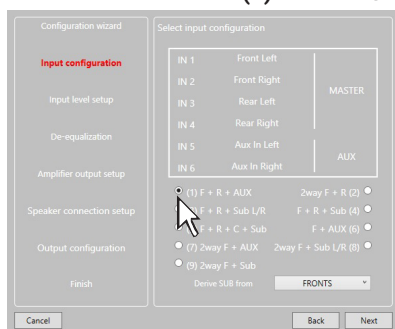 Configuration wizard
Input configuration
Input level setup
De-equalization
Amplifier output setup
Speaker connection setup
Output configuration
Finish
Select input configuration
IN 1 Front Left
IN 2 Front Right
IN 3 Rear Left
IN 4 Rear Right
MASTER
IN 5 Aux In Left
IN 6 Aux In Right
AUX
(1) F + R + AUX 2way F + R (2)
F + R + Sub L/R F + R + Sub (4)
F + R + C + Sub F + AUX (6)
(7) 2way F + AUX 2way F + Sub L/R (8)
(9) 2way F + Sub
Derive SUB from FRONTS
Cancel Back Next